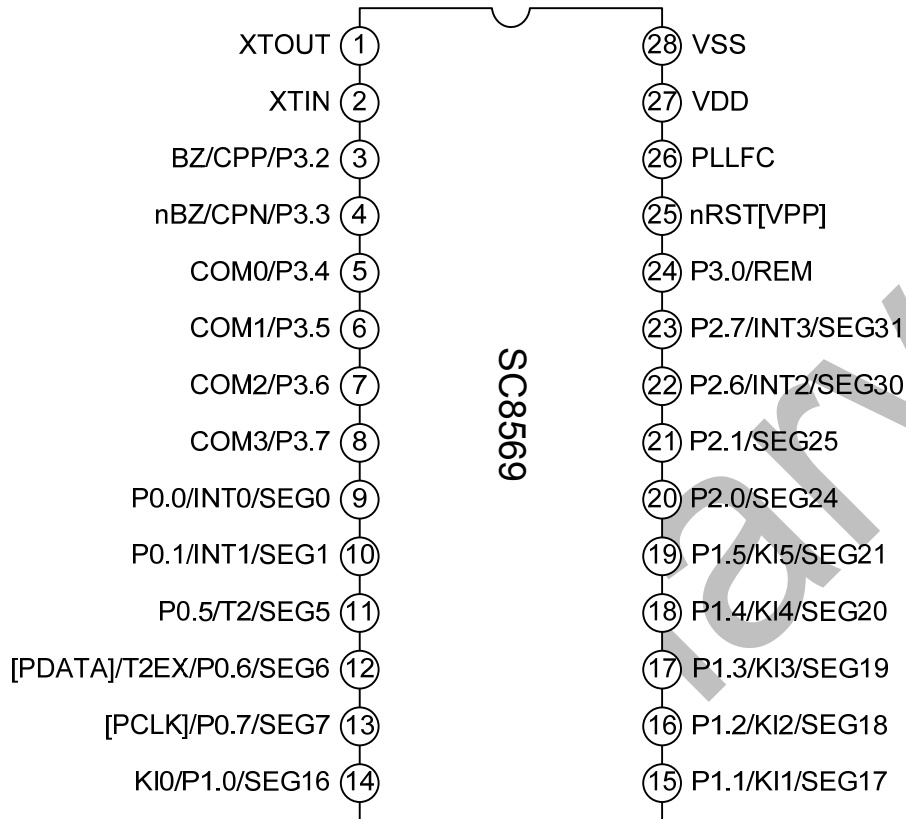 XTOUT 1
XTIN 2
BZ/CPP/P3.2 3
nBZ/CPN/P3.3 4
COM0/P3.4 5
COM1/P3.5 6
COM2/P3.6 7
COM3/P3.7 8
P0.0/INT0/SEG0 9
P0.1/INT1/SEG1 10
P0.5/T2/SEG5 11
[PDATA]/T2EX/P0.6/SEG6 12
[PCLK]/P0.7/SEG7 13
KI0/P1.0/SEG16 14
SC8569
28 VSS
27 VDD
26 PLLFC
25 nRST[VPP]
24 P3.0/REM
23 P2.7/INT3/SEG31
22 P2.6/INT2/SEG30
21 P2.1/SEG25
20 P2.0/SEG24
19 P1.5/KI5/SEG21
18 P1.4/KI4/SEG20
17 P1.3/KI3/SEG19
16 P1.2/KI2/SEG18
15 P1.1/KI1/SEG17